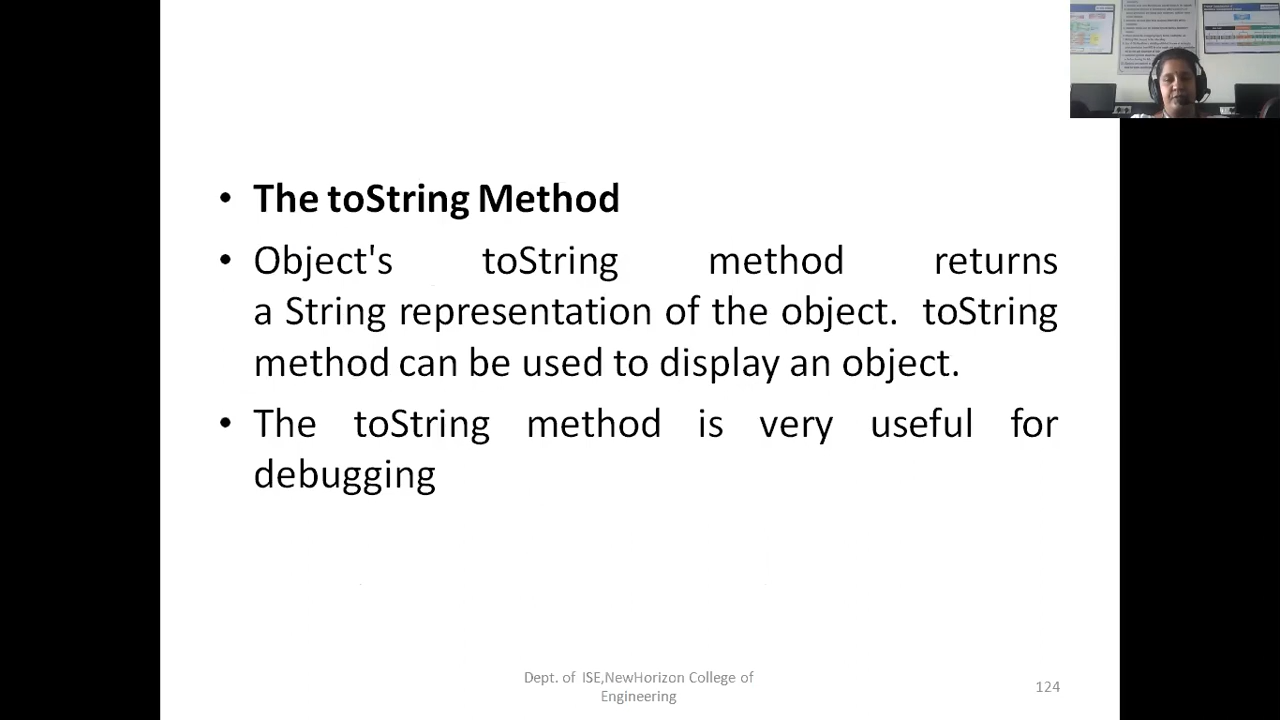 • The toString Method
• Object's toString method returns
a String representation of the object. toString
method can be used to display an object.
• The toString method is very useful for
debugging
Dept. of ISE,NewHorizon College of
Engineering
124